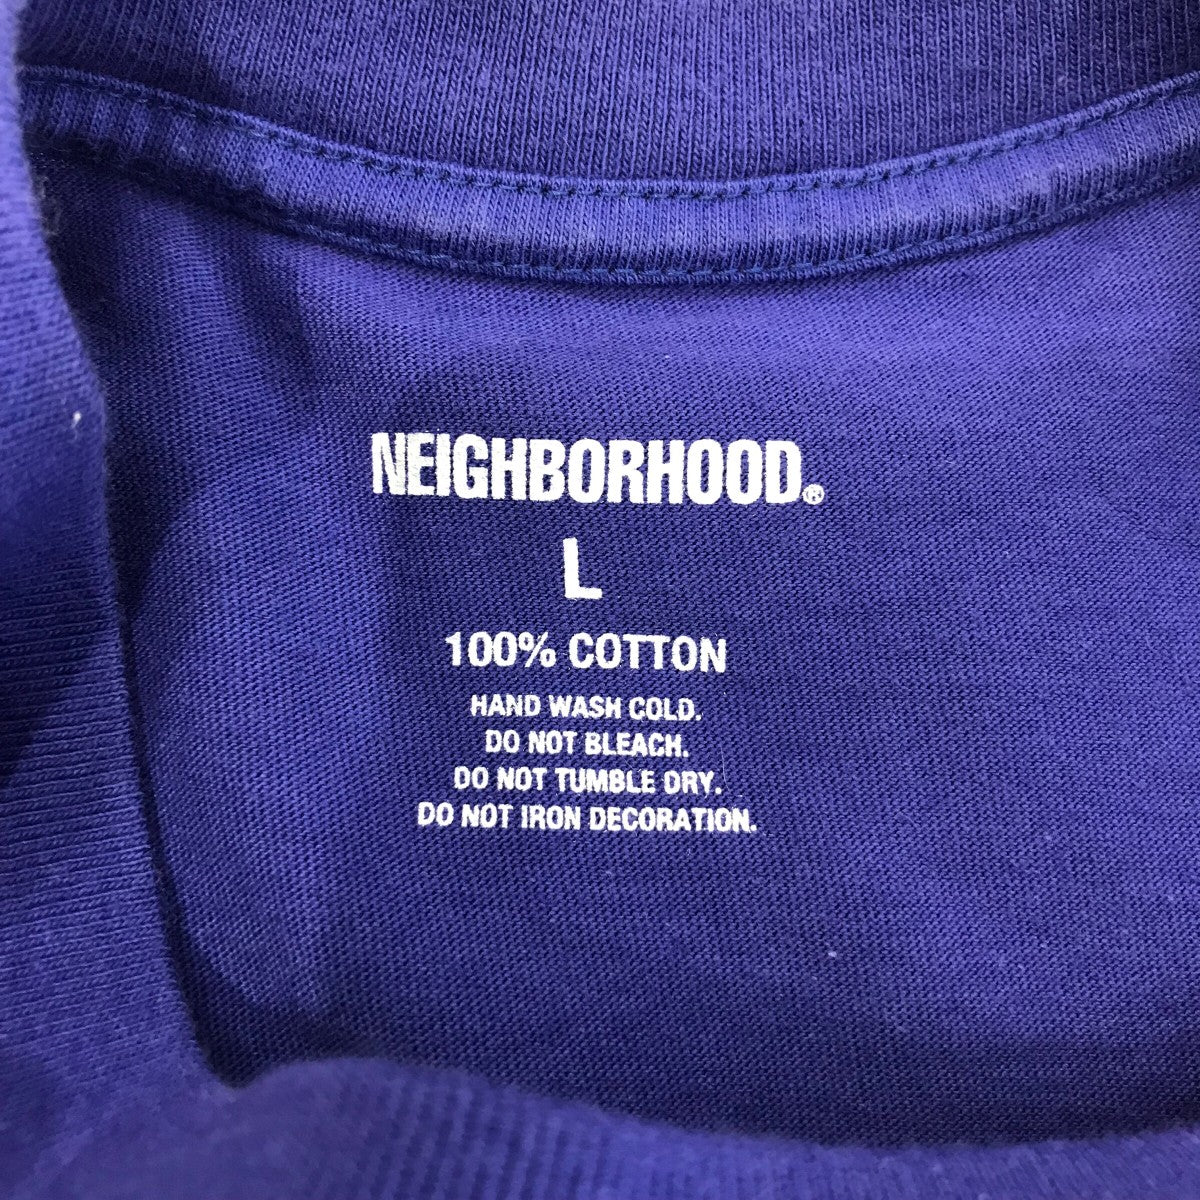 NEIGHBORHOOD®
L
100% COTTON
HAND WASH COLD.
DO NOT BLEACH.
DO NOT TUMBLE DRY.
DO NOT IRON DECORATION.